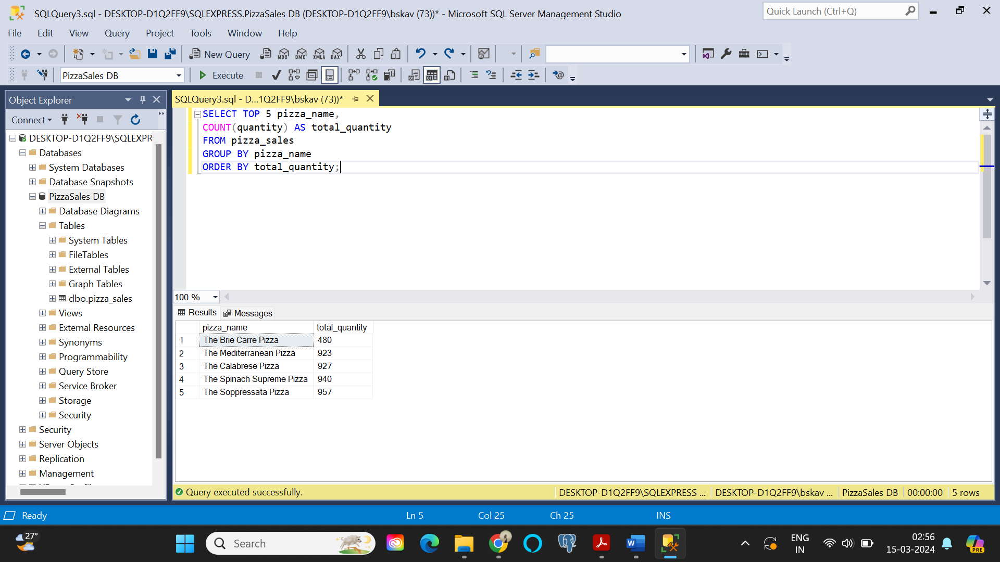 SQLQuery3.sql - DESKTOP-D1Q2FF9\SQLEXPRESS.PizzaSales DB (DESKTOP-D1Q2FF9\bskav (73))* - Microsoft SQL Server Management Studio
Quick Launch (Ctrl+Q)
File Edit View Query Project Tools Window Help
New Query MDX DMX XMLA DAX
PizzaSales DB Execute
Object Explorer
Connect
DESKTOP-D1Q2FF9\SQLEXPR
Databases
System Databases
Database Snapshots
PizzaSales DB
Database Diagrams
Tables
System Tables
FileTables
External Tables
Graph Tables
dbo.pizza_sales
Views
External Resources
Synonyms
Programmability
Query Store
Service Broker
Storage
Security
Security
Server Objects
Replication
Management
SQLQuery3.sql - D...1Q2FF9\bskav (73))*
SELECT TOP 5 pizza_name,
COUNT(quantity) AS total_quantity
FROM pizza_sales
GROUP BY pizza_name
ORDER BY total_quantity;
100 %
Results Messages
pizza_name total_quantity
1 The Brie Carre Pizza 480
2 The Mediterranean Pizza 923
3 The Calabrese Pizza 927
4 The Spinach Supreme Pizza 940
5 The Soppressata Pizza 957
Query executed successfully. DESKTOP-D1Q2FF9\SQLEXPRESS ... DESKTOP-D1Q2FF9\bskav ... PizzaSales DB 00:00:00 5 rows
Ready Ln 5 Col 25 Ch 25 INS
27°
Search
ENG
IN
02:56
15-03-2024
PRE